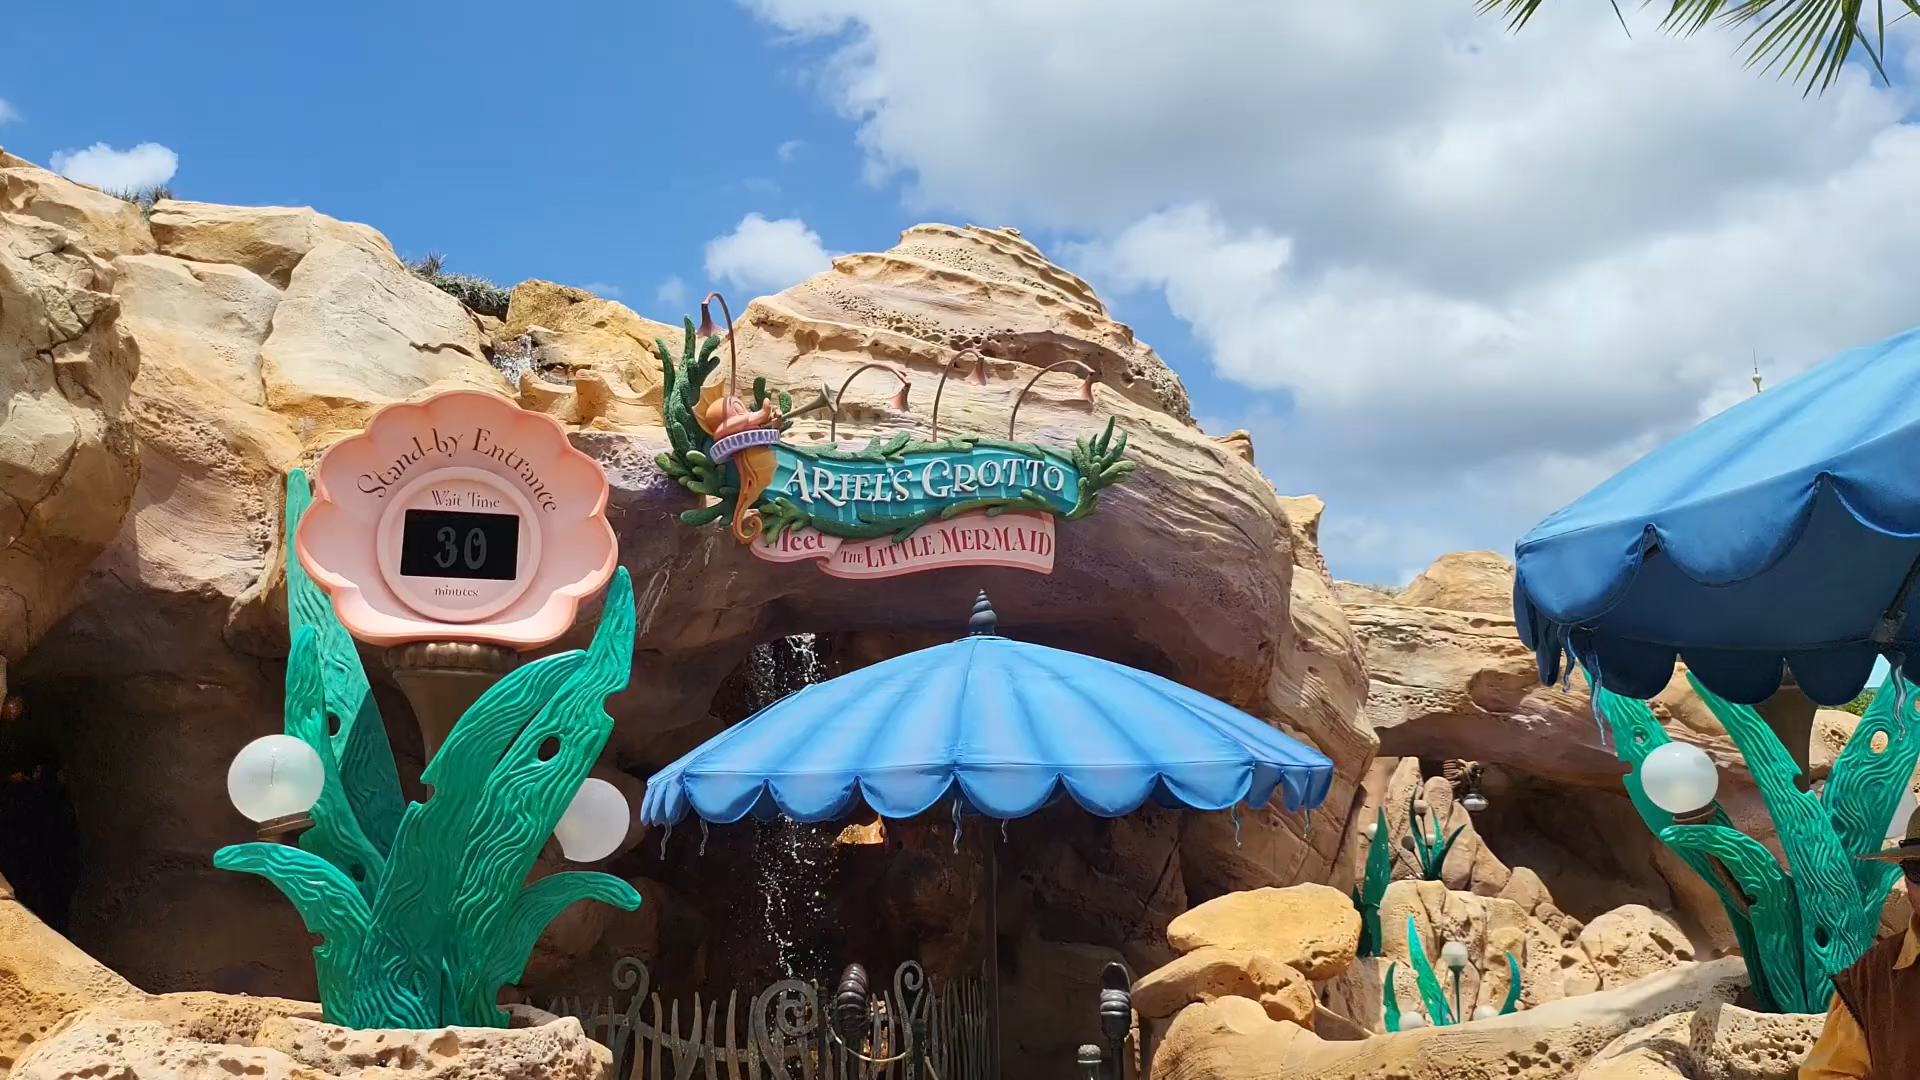 Stand-by Entrance
Wait Time
30
minutes
ARIEL'S GROTTO
Meet THE LITTLE MERMAID